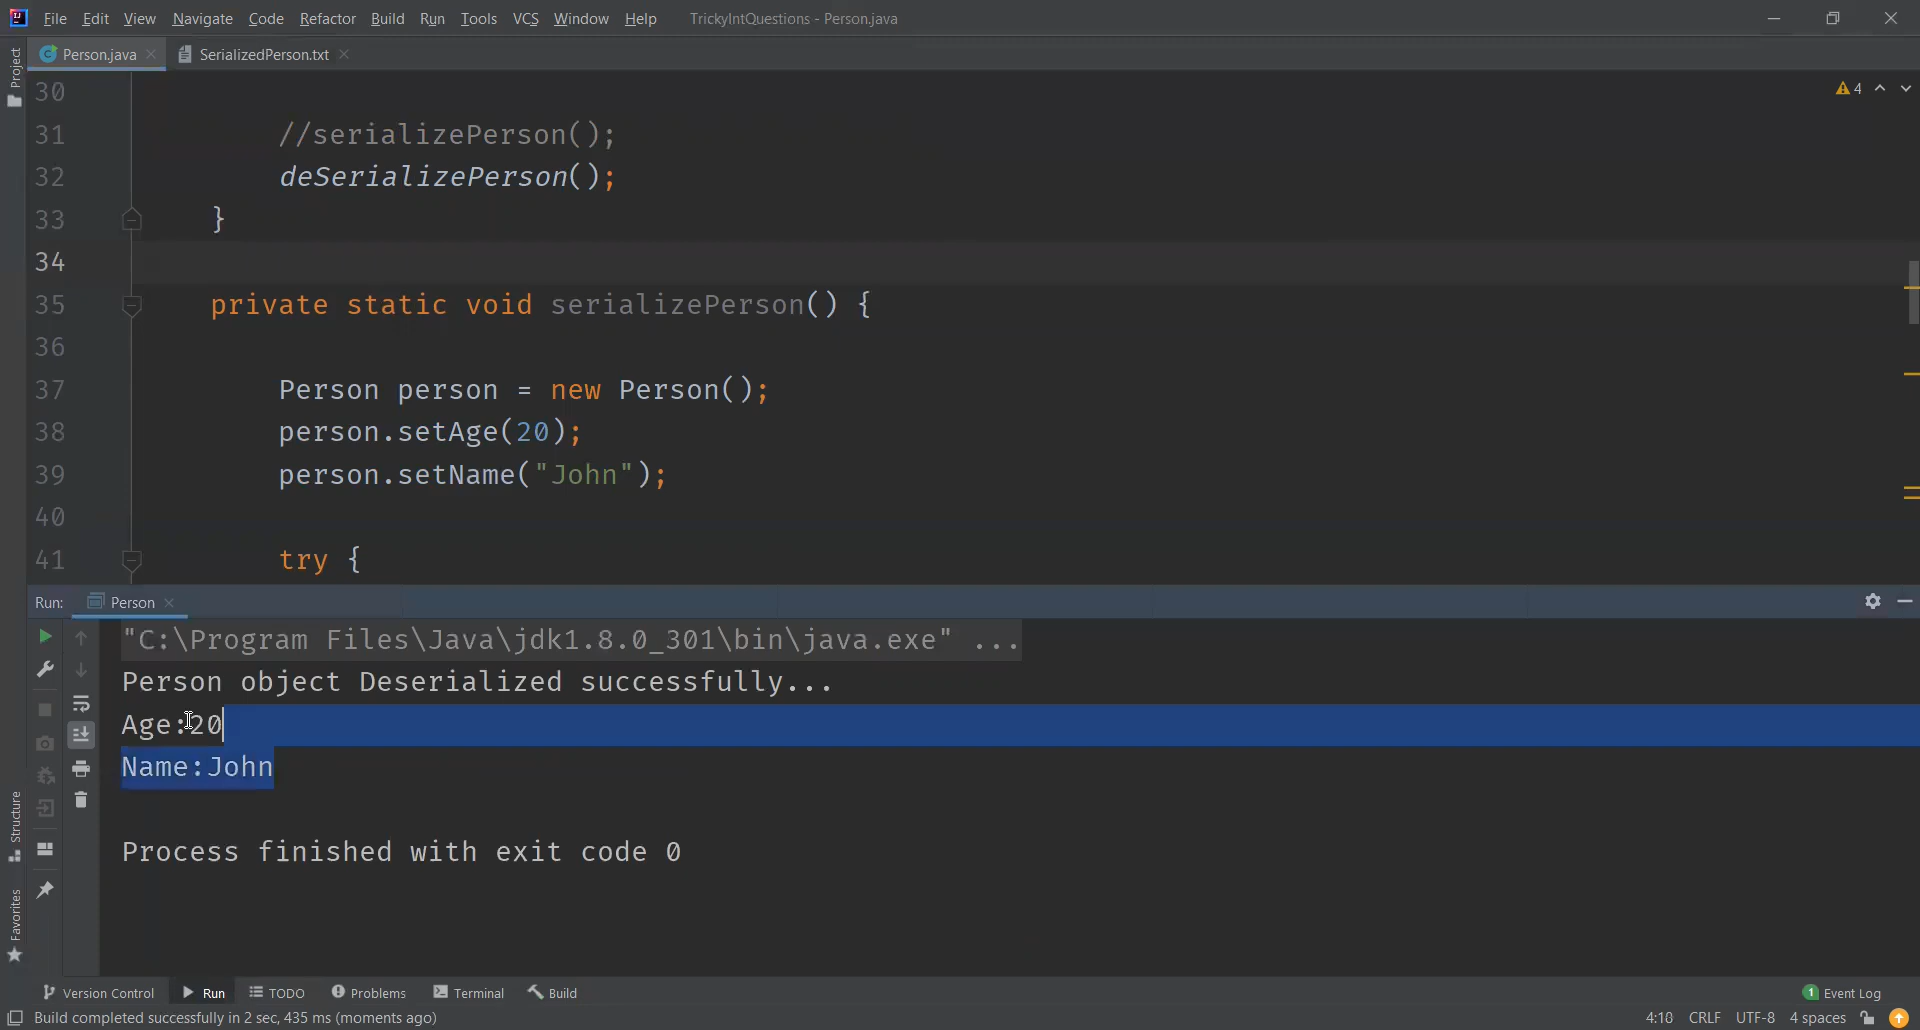 File Edit View Navigate Code Refactor Build Run Tools VCS Window Help TrickyIntQuestions - Person.java
Project
Person.java SerializedPerson.txt
4
30
31 //serializePerson();
32 deSerializePerson();
33 }
34
35 private static void serializePerson() {
36
37 Person person = new Person();
38 person.setAge(20);
39 person.setName("John");
40
41 try {
Run: Person
"C:\Program Files\Java\jdk1.8.0_301\bin\java.exe" ...
Person object Deserialized successfully...
Age:20
Name:John
Process finished with exit code 0
Structure
Favorites
Version Control Run TODO Problems Terminal Build 1 Event Log
Build completed successfully in 2 sec, 435 ms (moments ago) 4:10 CRLF UTF-8 4 spaces